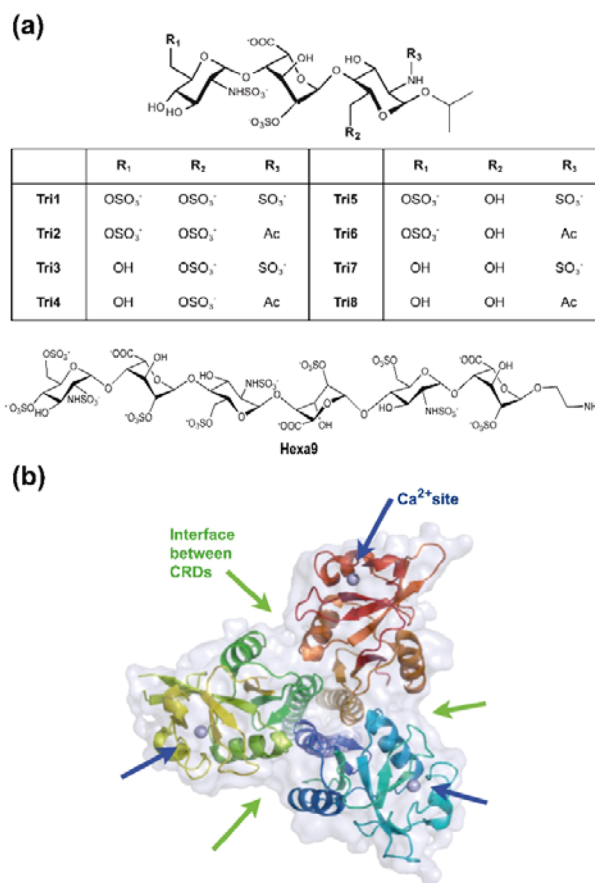 (a)
R1
-OOC
OH
O
HO
HO
NHSO3-
-O3SO
R2
HO
R3
NH
R1 R2 R3 R1 R2 R3
Tri1 OSO3- OSO3- SO3- Tri5 OSO3- OH SO3-
Tri2 OSO3- OSO3- Ac Tri6 OSO3- OH Ac
Tri3 OH OSO3- SO3- Tri7 OH OH SO3-
Tri4 OH OSO3- Ac Tri8 OH OH Ac
Hexa9
(b)
Ca2+site
Interface
between
CRDs